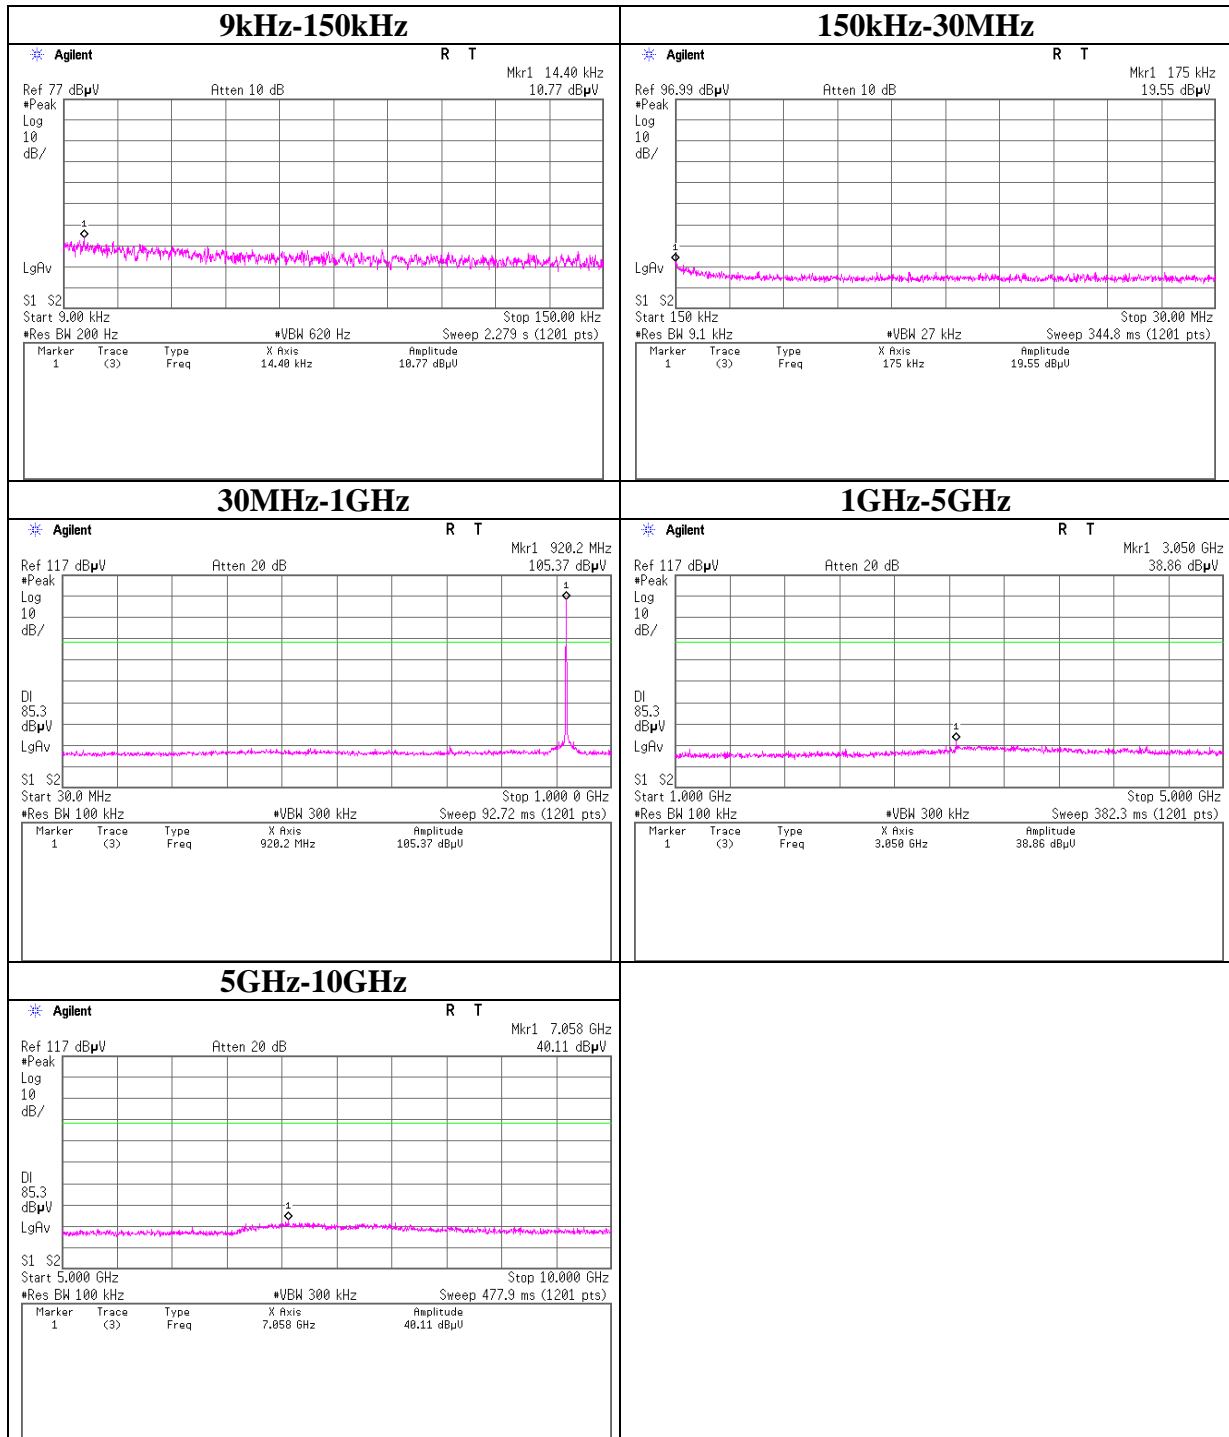 9kHz-150kHz
Agilent
R T
Mkr1 14.40 kHz
Ref 77 dBµV Atten 10 dB 10.77 dBµV
#Peak
Log
10
dB/
1
LgAv
S1 S2
Start 9.00 kHz Stop 150.00 kHz
#Res BW 200 Hz #VBW 620 Hz Sweep 2.279 s (1201 pts)
Marker Trace Type X Axis Amplitude
1 (3) Freq 14.40 kHz 10.77 dBµV
150kHz-30MHz
Agilent
R T
Mkr1 175 kHz
Ref 96.99 dBµV Atten 10 dB 19.55 dBµV
#Peak
Log
10
dB/
1
LgAv
S1 S2
Start 150 kHz Stop 30.00 MHz
#Res BW 9.1 kHz #VBW 27 kHz Sweep 344.8 ms (1201 pts)
Marker Trace Type X Axis Amplitude
1 (3) Freq 175 kHz 19.55 dBµV
30MHz-1GHz
Agilent
R T
Mkr1 920.2 MHz
Ref 117 dBµV Atten 20 dB 105.37 dBµV
#Peak
Log
10
dB/
1
DI
85.3
dBµV
LgAv
S1 S2
Start 30.0 MHz Stop 1.000 0 GHz
#Res BW 100 kHz #VBW 300 kHz Sweep 92.72 ms (1201 pts)
Marker Trace Type X Axis Amplitude
1 (3) Freq 920.2 MHz 105.37 dBµV
1GHz-5GHz
Agilent
R T
Mkr1 3.050 GHz
Ref 117 dBµV Atten 20 dB 38.86 dBµV
#Peak
Log
10
dB/
1
DI
85.3
dBµV
LgAv
S1 S2
Start 1.000 GHz Stop 5.000 GHz
#Res BW 100 kHz #VBW 300 kHz Sweep 382.3 ms (1201 pts)
Marker Trace Type X Axis Amplitude
1 (3) Freq 3.050 GHz 38.86 dBµV
5GHz-10GHz
Agilent
R T
Mkr1 7.058 GHz
Ref 117 dBµV Atten 20 dB 40.11 dBµV
#Peak
Log
10
dB/
1
DI
85.3
dBµV
LgAv
S1 S2
Start 5.000 GHz Stop 10.000 GHz
#Res BW 100 kHz #VBW 300 kHz Sweep 477.9 ms (1201 pts)
Marker Trace Type X Axis Amplitude
1 (3) Freq 7.058 GHz 40.11 dBµV